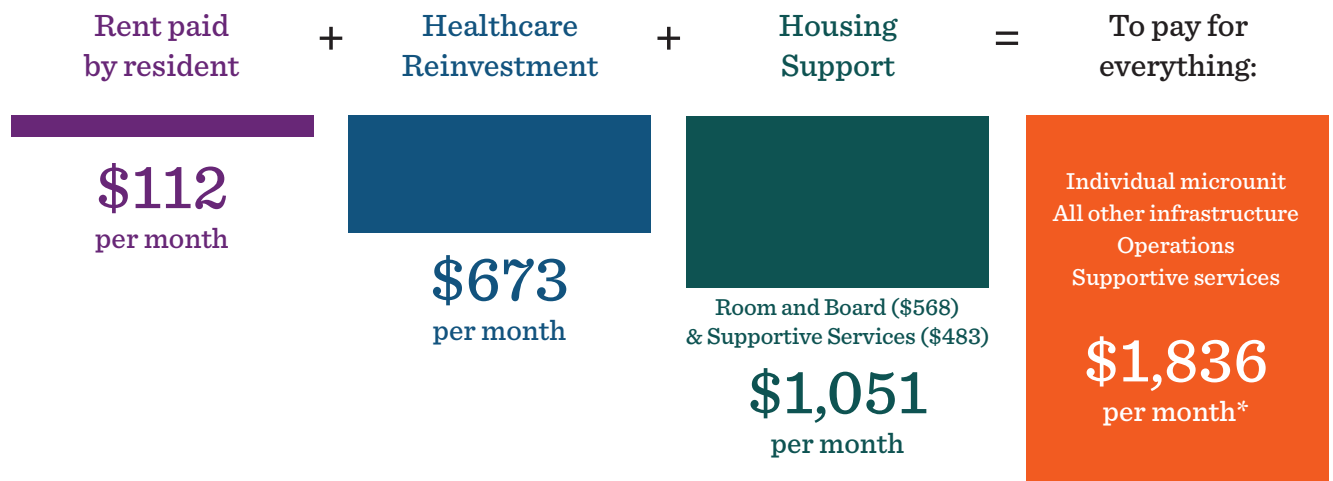 Rent paid
by resident
+
Healthcare
Reinvestment
+
Housing
Support
=
To pay for
everything:
$112
per month
$673
per month
Room and Board ($568)
& Supportive Services ($483)
$1,051
per month
Individual microunit
All other infrastructure
Operations
Supportive services
$1,836
per month*